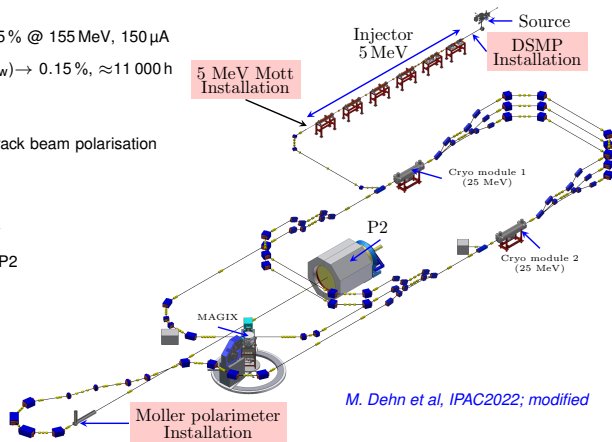 5% @ 155 MeV, 150 µA
w)→ 0.15%, ≈11 000 h
rack beam polarisation
P2
Source
Injector
5 MeV
DSMP
Installation
5 MeV Mott
Installation
Cryo module 1
(25 MeV)
P2
Cryo module 2
(25 MeV)
MAGIX
M. Dehn et al, IPAC2022; modified
Moller polarimeter
Installation